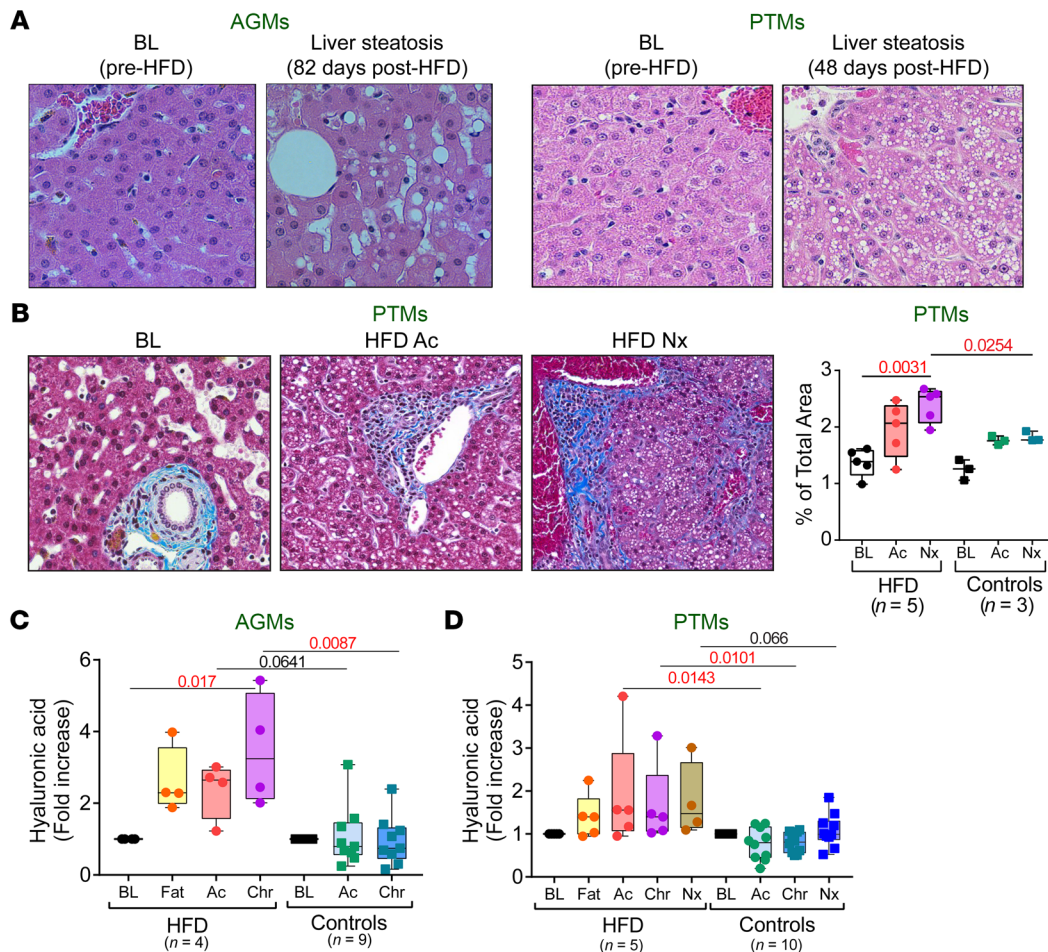 A
AGMs
PTMs
BL
(pre-HFD)
Liver steatosis
(82 days post-HFD)
BL
(pre-HFD)
Liver steatosis
(48 days post-HFD)
B
PTMs
BL
HFD Ac
HFD Nx
PTMs
0.0254
0.0031
3
2
1
0
% of Total Area
BL Ac Nx BL Ac Nx
HFD
(n = 5)
Controls
(n = 3)
C
AGMs
0.0087
0.0641
0.017
6
4
2
0
Hyaluronic acid
(Fold increase)
BL Fat Ac Chr BL Ac Chr
HFD
(n = 4)
Controls
(n = 9)
D
PTMs
0.066
0.0101
0.0143
5
4
3
2
1
0
Hyaluronic acid
(Fold increase)
BL Fat Ac Chr Nx BL Ac Chr Nx
HFD
(n = 5)
Controls
(n = 10)